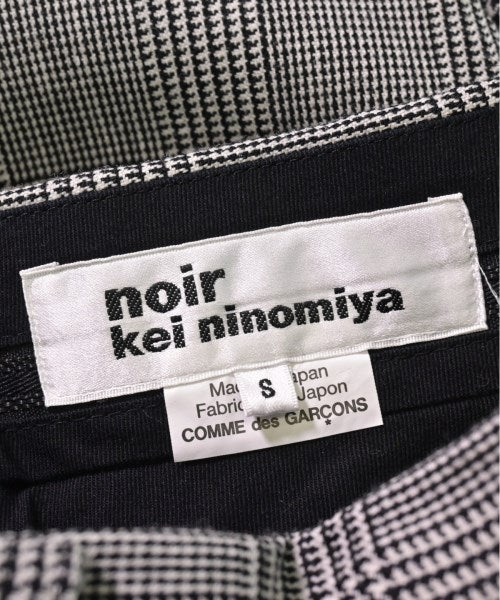 noir
kei ninomiya
S
Japon
COMME des GARÇONS
*